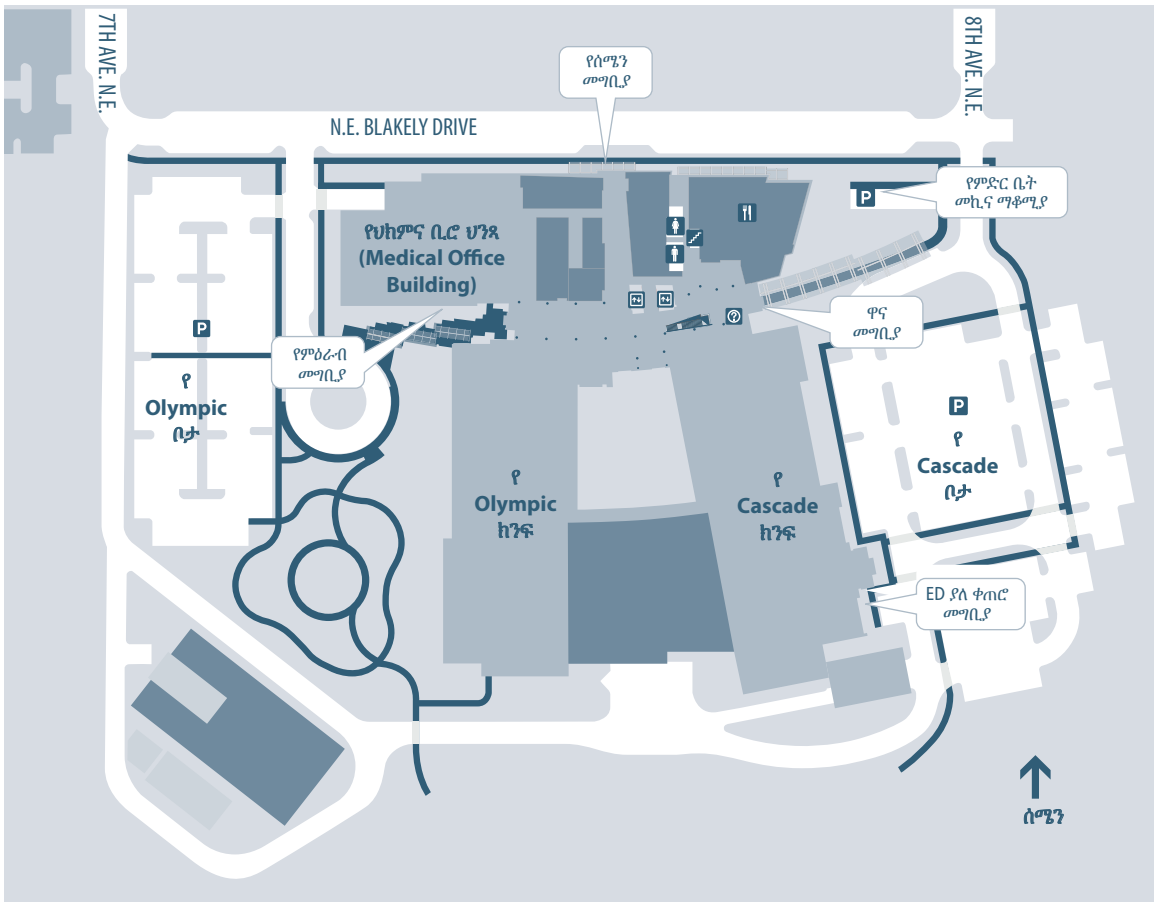 7TH AVE. N.E.
8TH AVE. N.E.
የሰሜን
መግቢያ
N.E. BLAKELY DRIVE
P
የምድር ቤት
መኪና ማቆሚያ
የህክምና ቢሮ ህንጻ
(Medical Office
Building)
?
ዋና
መግቢያ
P
የምዕራብ
መግቢያ
የ
Olympic
ቦታ
P
የ
Cascade
ቦታ
የ
Olympic
ክንፍ
የ
Cascade
ክንፍ
ED ያለ ቀጠሮ
መግቢያ
ሰሜን